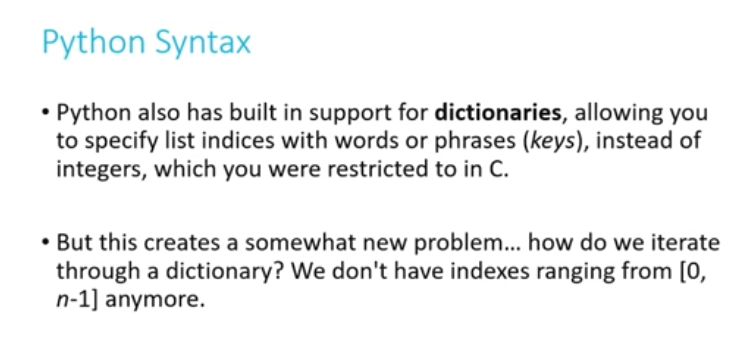 Python Syntax
• Python also has built in support for dictionaries, allowing you
to specify list indices with words or phrases (keys), instead of
integers, which you were restricted to in C.
• But this creates a somewhat new problem... how do we iterate
through a dictionary? We don't have indexes ranging from [0,
n-1] anymore.